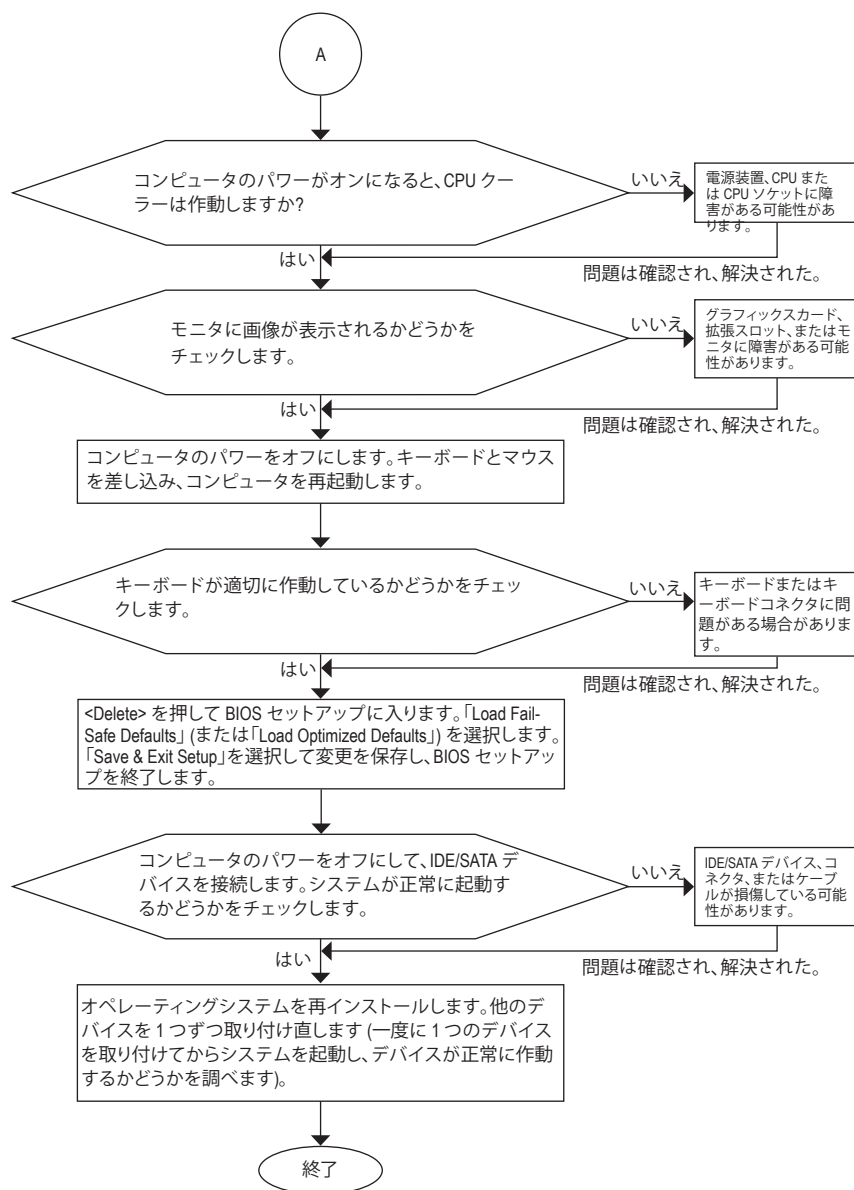 A
コンピュータのパワーがオンになると、CPU クー
ラーは作動しますか?
いいえ
電源装置、CPU また
は CPU ソケットに障
害がある可能性があ
ります。
はい
問題は確認され、解決された。
モニタに画像が表示されるかどうかを
チェックします。
いいえ
グラフィックスカード、
拡張スロット、またはモ
ニタに障害がある可能
性があります。
はい
問題は確認され、解決された。
コンピュータのパワーをオフにします。キーボードとマウス
を差し込み、コンピュータを再起動します。
キーボードが適切に作動しているかどうかをチェッ
クします。
いいえ
キーボードまたはキ
ーボードコネクタに問
題がある場合がありま
す。
はい
問題は確認され、解決された。
<Delete> を押して BIOS セットアップに入ります。「Load Fail-
Safe Defaults」 (または「Load Optimized Defaults」) を選択します。
「Save & Exit Setup」を選択して変更を保存し、BIOS セットアッ
プを終了します。
コンピュータのパワーをオフにして、IDE/SATA デ
バイスを接続します。システムが正常に起動す
るかどうかをチェックします。
いいえ
IDE/SATA デバイス、コ
ネクタ、またはケーブ
ルが損傷している可能
性があります。
はい
問題は確認され、解決された。
オペレーティングシステムを再インストールします。他のデ
バイスを 1 つずつ取り付け直します (一度に 1 つのデバイス
を取り付けてからシステムを起動し、デバイスが正常に作動
するかどうかを調べます)。
終了